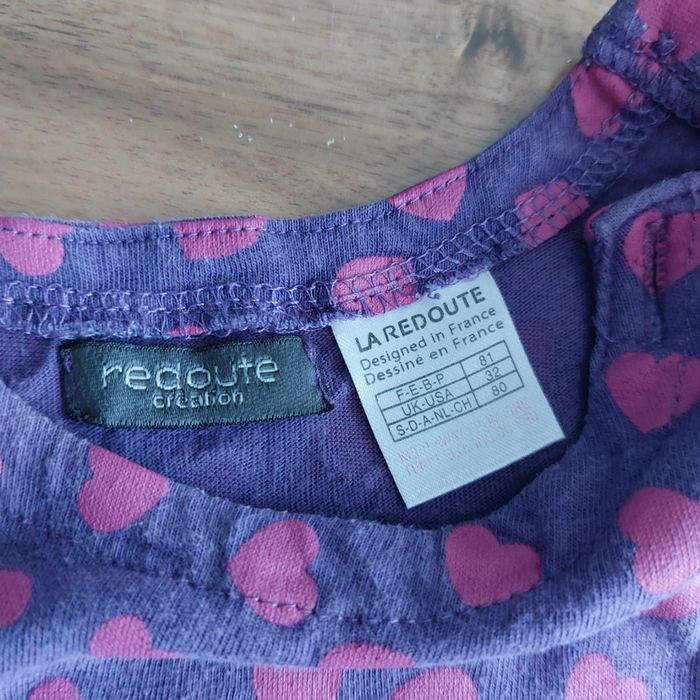 redoute
création
LA REDOUTE
Designed in France
Dessiné en France
F-E-B-P 81
UK-USA 32
S-D-A-NL-CH 80